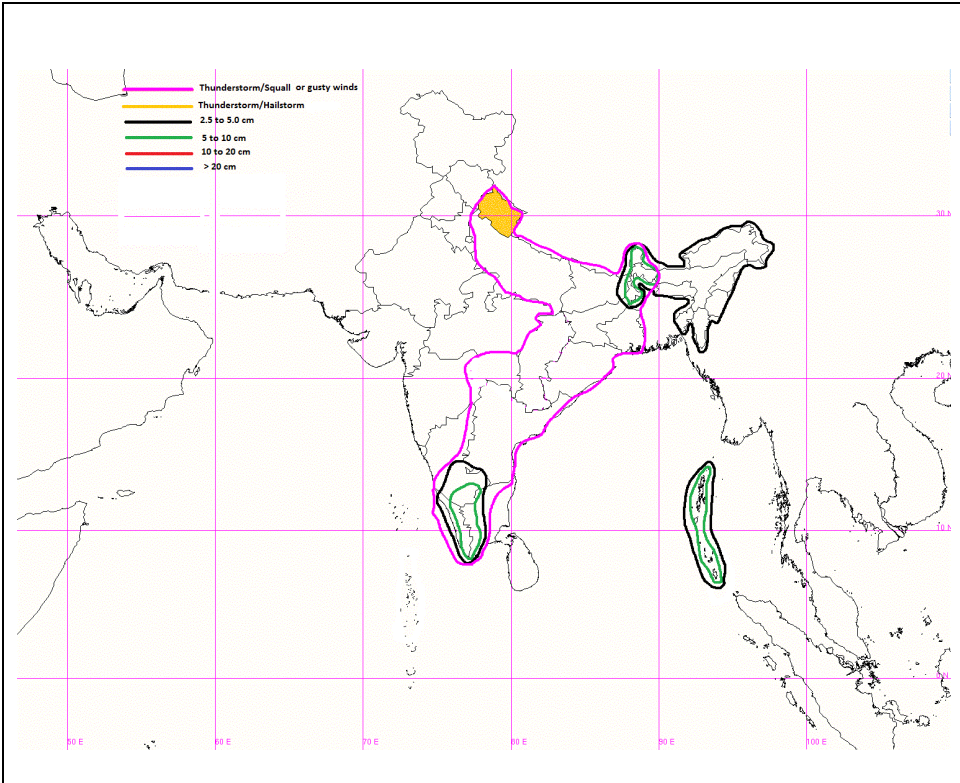 Thunderstorm/Squall or gusty winds
Thunderstorm/Hailstorm
2.5 to 5.0 cm
5 to 10 cm
10 to 20 cm
> 20 cm
30 N
20 N
10 N
50 E 60 E 70 E 80 E 90 E 100 E